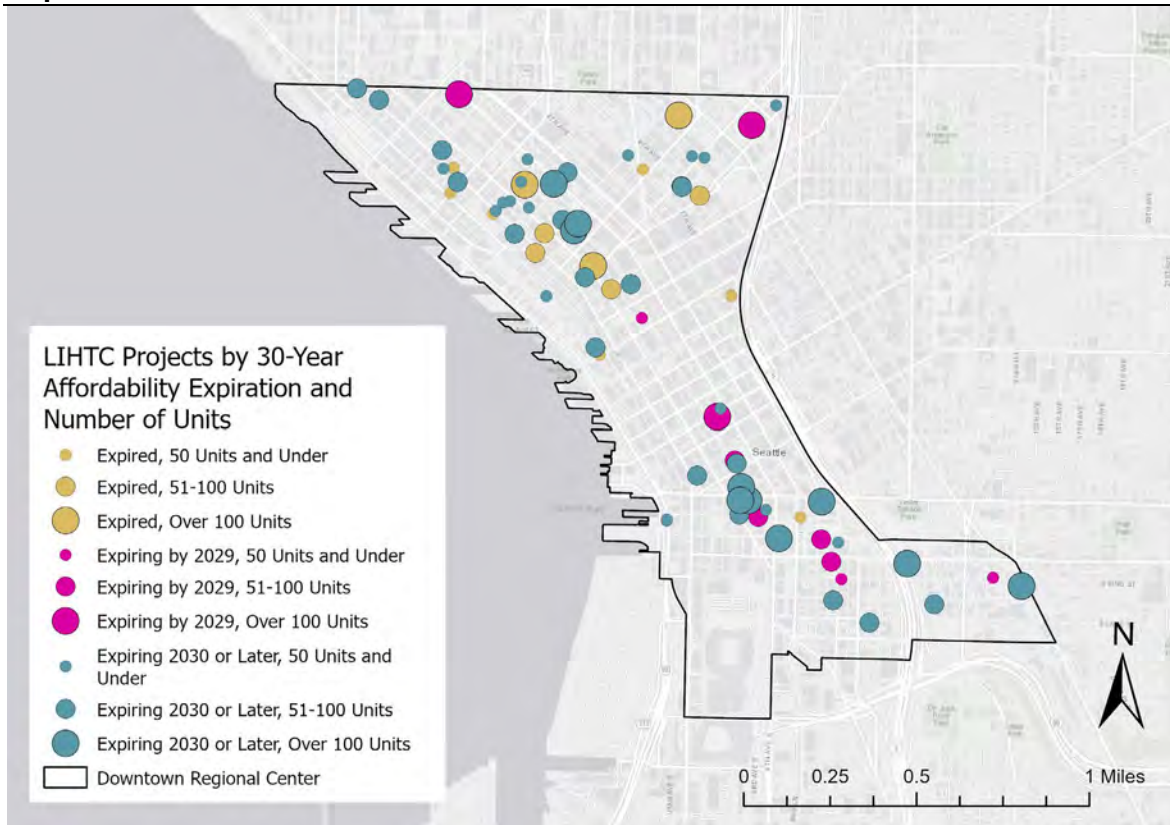 LIHTC Projects by 30-Year
Affordability Expiration and
Number of Units
Expired, 50 Units and Under
Expired, 51-100 Units
Expired, Over 100 Units
Expiring by 2029, 50 Units and Under
Expiring by 2029, 51-100 Units
Expiring by 2029, Over 100 Units
Expiring 2030 or Later, 50 Units and
Under
Expiring 2030 or Later, 51-100 Units
Expiring 2030 or Later, Over 100 Units
Downtown Regional Center
Seattle
N
0 0.25 0.5 1 Miles